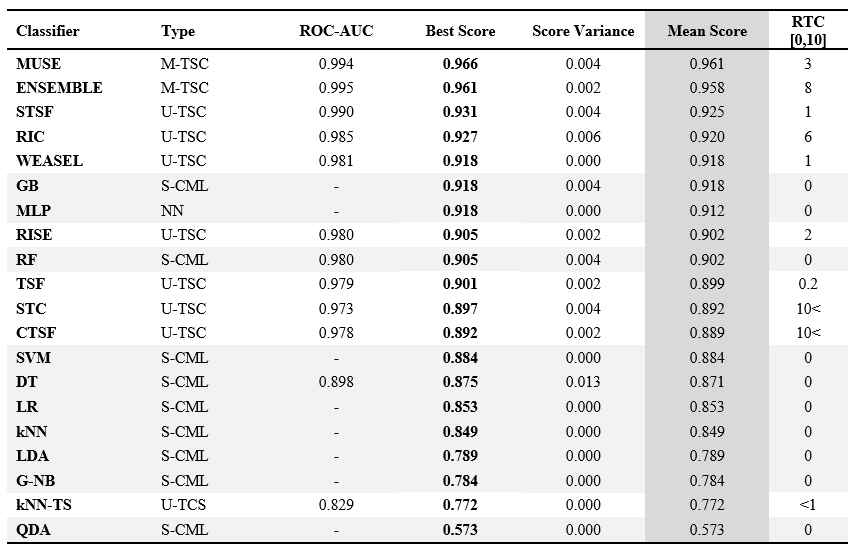 Classifier Type ROC-AUC Best Score Score Variance Mean Score RTC
[0,10]
MUSE M-TSC 0.994 0.966 0.004 0.961 3
ENSEMBLE M-TSC 0.995 0.961 0.002 0.958 8
STSF U-TSC 0.990 0.931 0.004 0.925 1
RIC U-TSC 0.985 0.927 0.006 0.920 6
WEASEL U-TSC 0.981 0.918 0.000 0.918 1
GB S-CML - 0.918 0.004 0.918 0
MLP NN - 0.918 0.000 0.912 0
RISE U-TSC 0.980 0.905 0.002 0.902 2
RF S-CML 0.980 0.905 0.004 0.902 0
TSF U-TSC 0.979 0.901 0.002 0.899 0.2
STC U-TSC 0.973 0.897 0.004 0.892 10<
CTSF U-TSC 0.978 0.892 0.002 0.889 10<
SVM S-CML - 0.884 0.000 0.884 0
DT S-CML 0.898 0.875 0.013 0.871 0
LR S-CML - 0.853 0.000 0.853 0
kNN S-CML - 0.849 0.000 0.849 0
LDA S-CML - 0.789 0.000 0.789 0
G-NB S-CML - 0.784 0.000 0.784 0
kNN-TS U-TCS 0.829 0.772 0.000 0.772 <1
QDA S-CML - 0.573 0.000 0.573 0